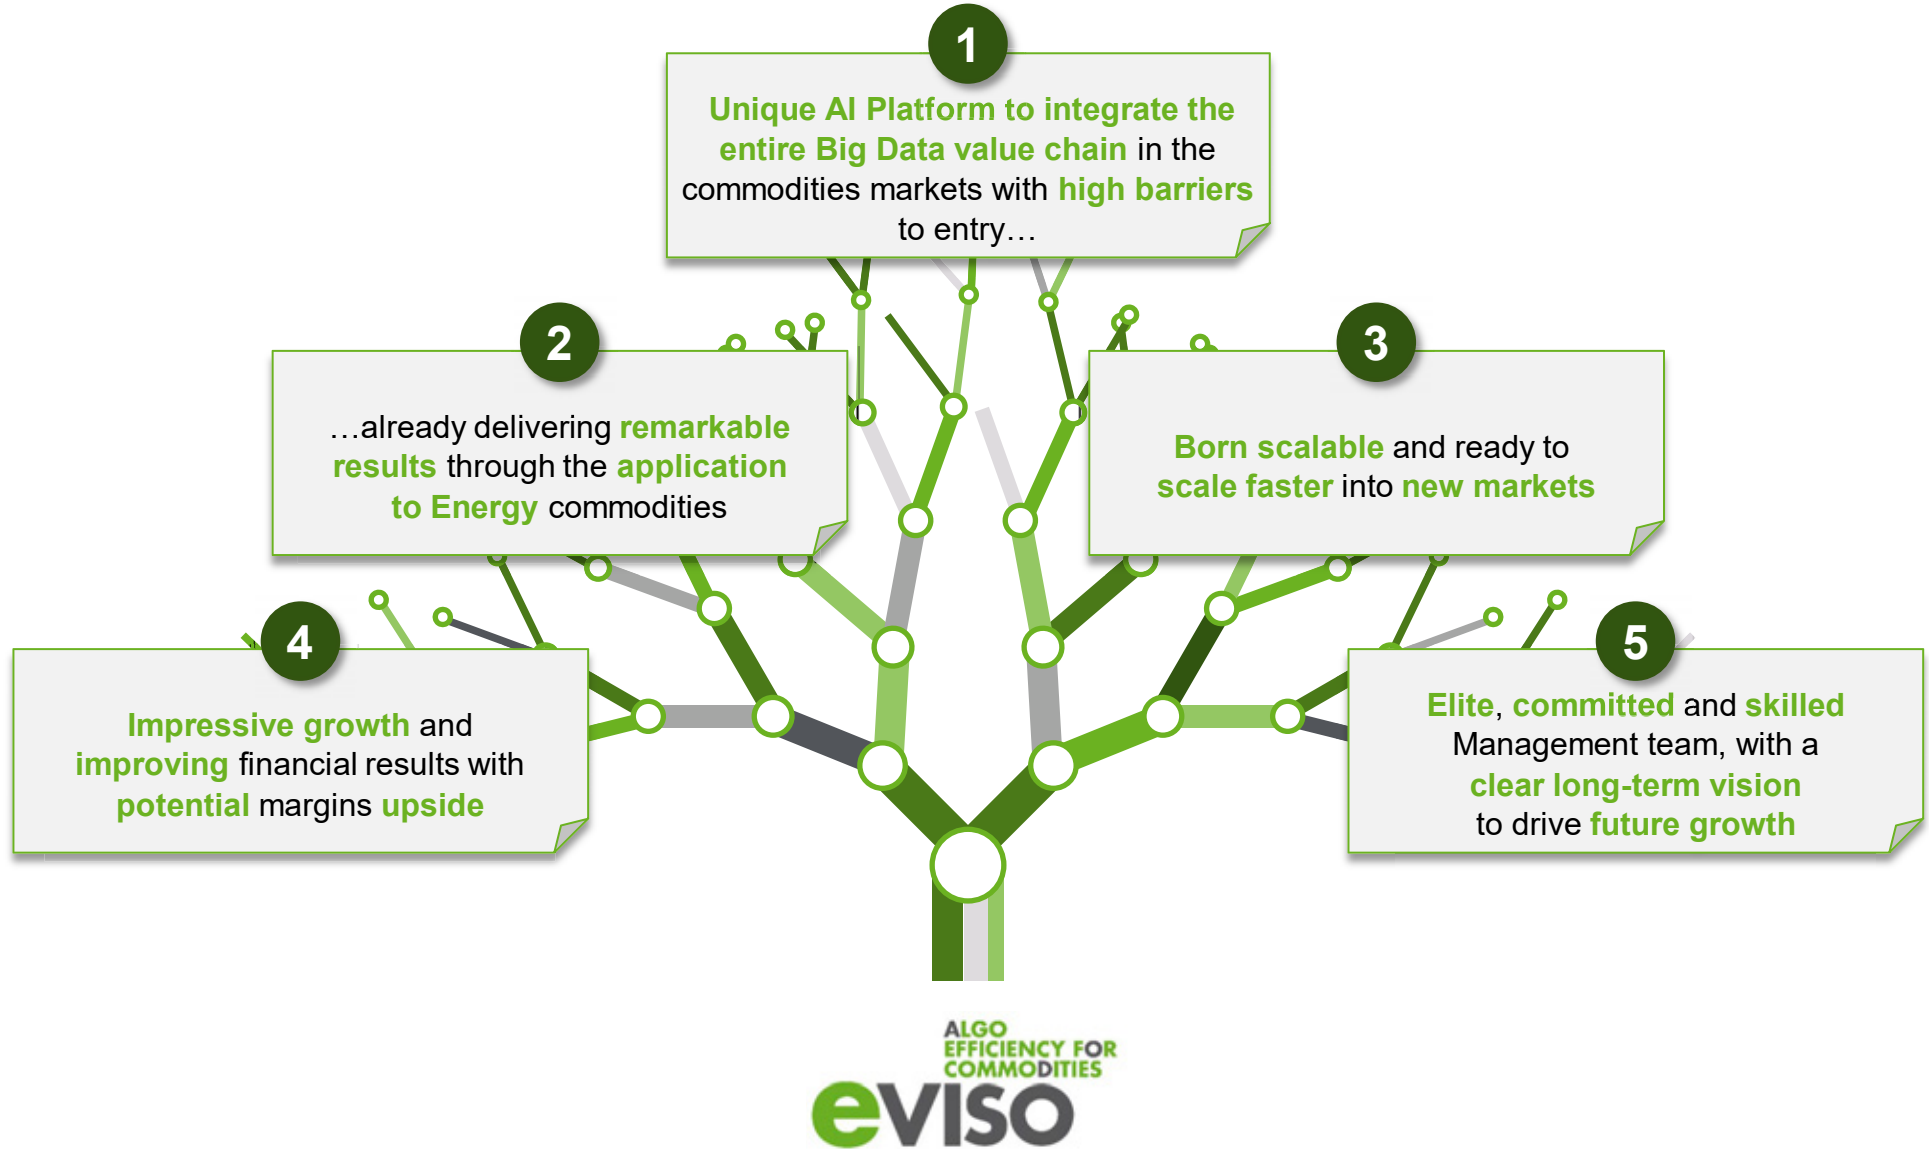 1
Unique AI Platform to integrate the
entire Big Data value chain in the
commodities markets with high barriers
to entry…
2
…already delivering remarkable
results through the application
to Energy commodities
3
Born scalable and ready to
scale faster into new markets
4
Impressive growth and
improving financial results with
potential margins upside
5
Elite, committed and skilled
Management team, with a
clear long-term vision
to drive future growth
ALGO
EFFICIENCY FOR
COMMODITIES
eVISO